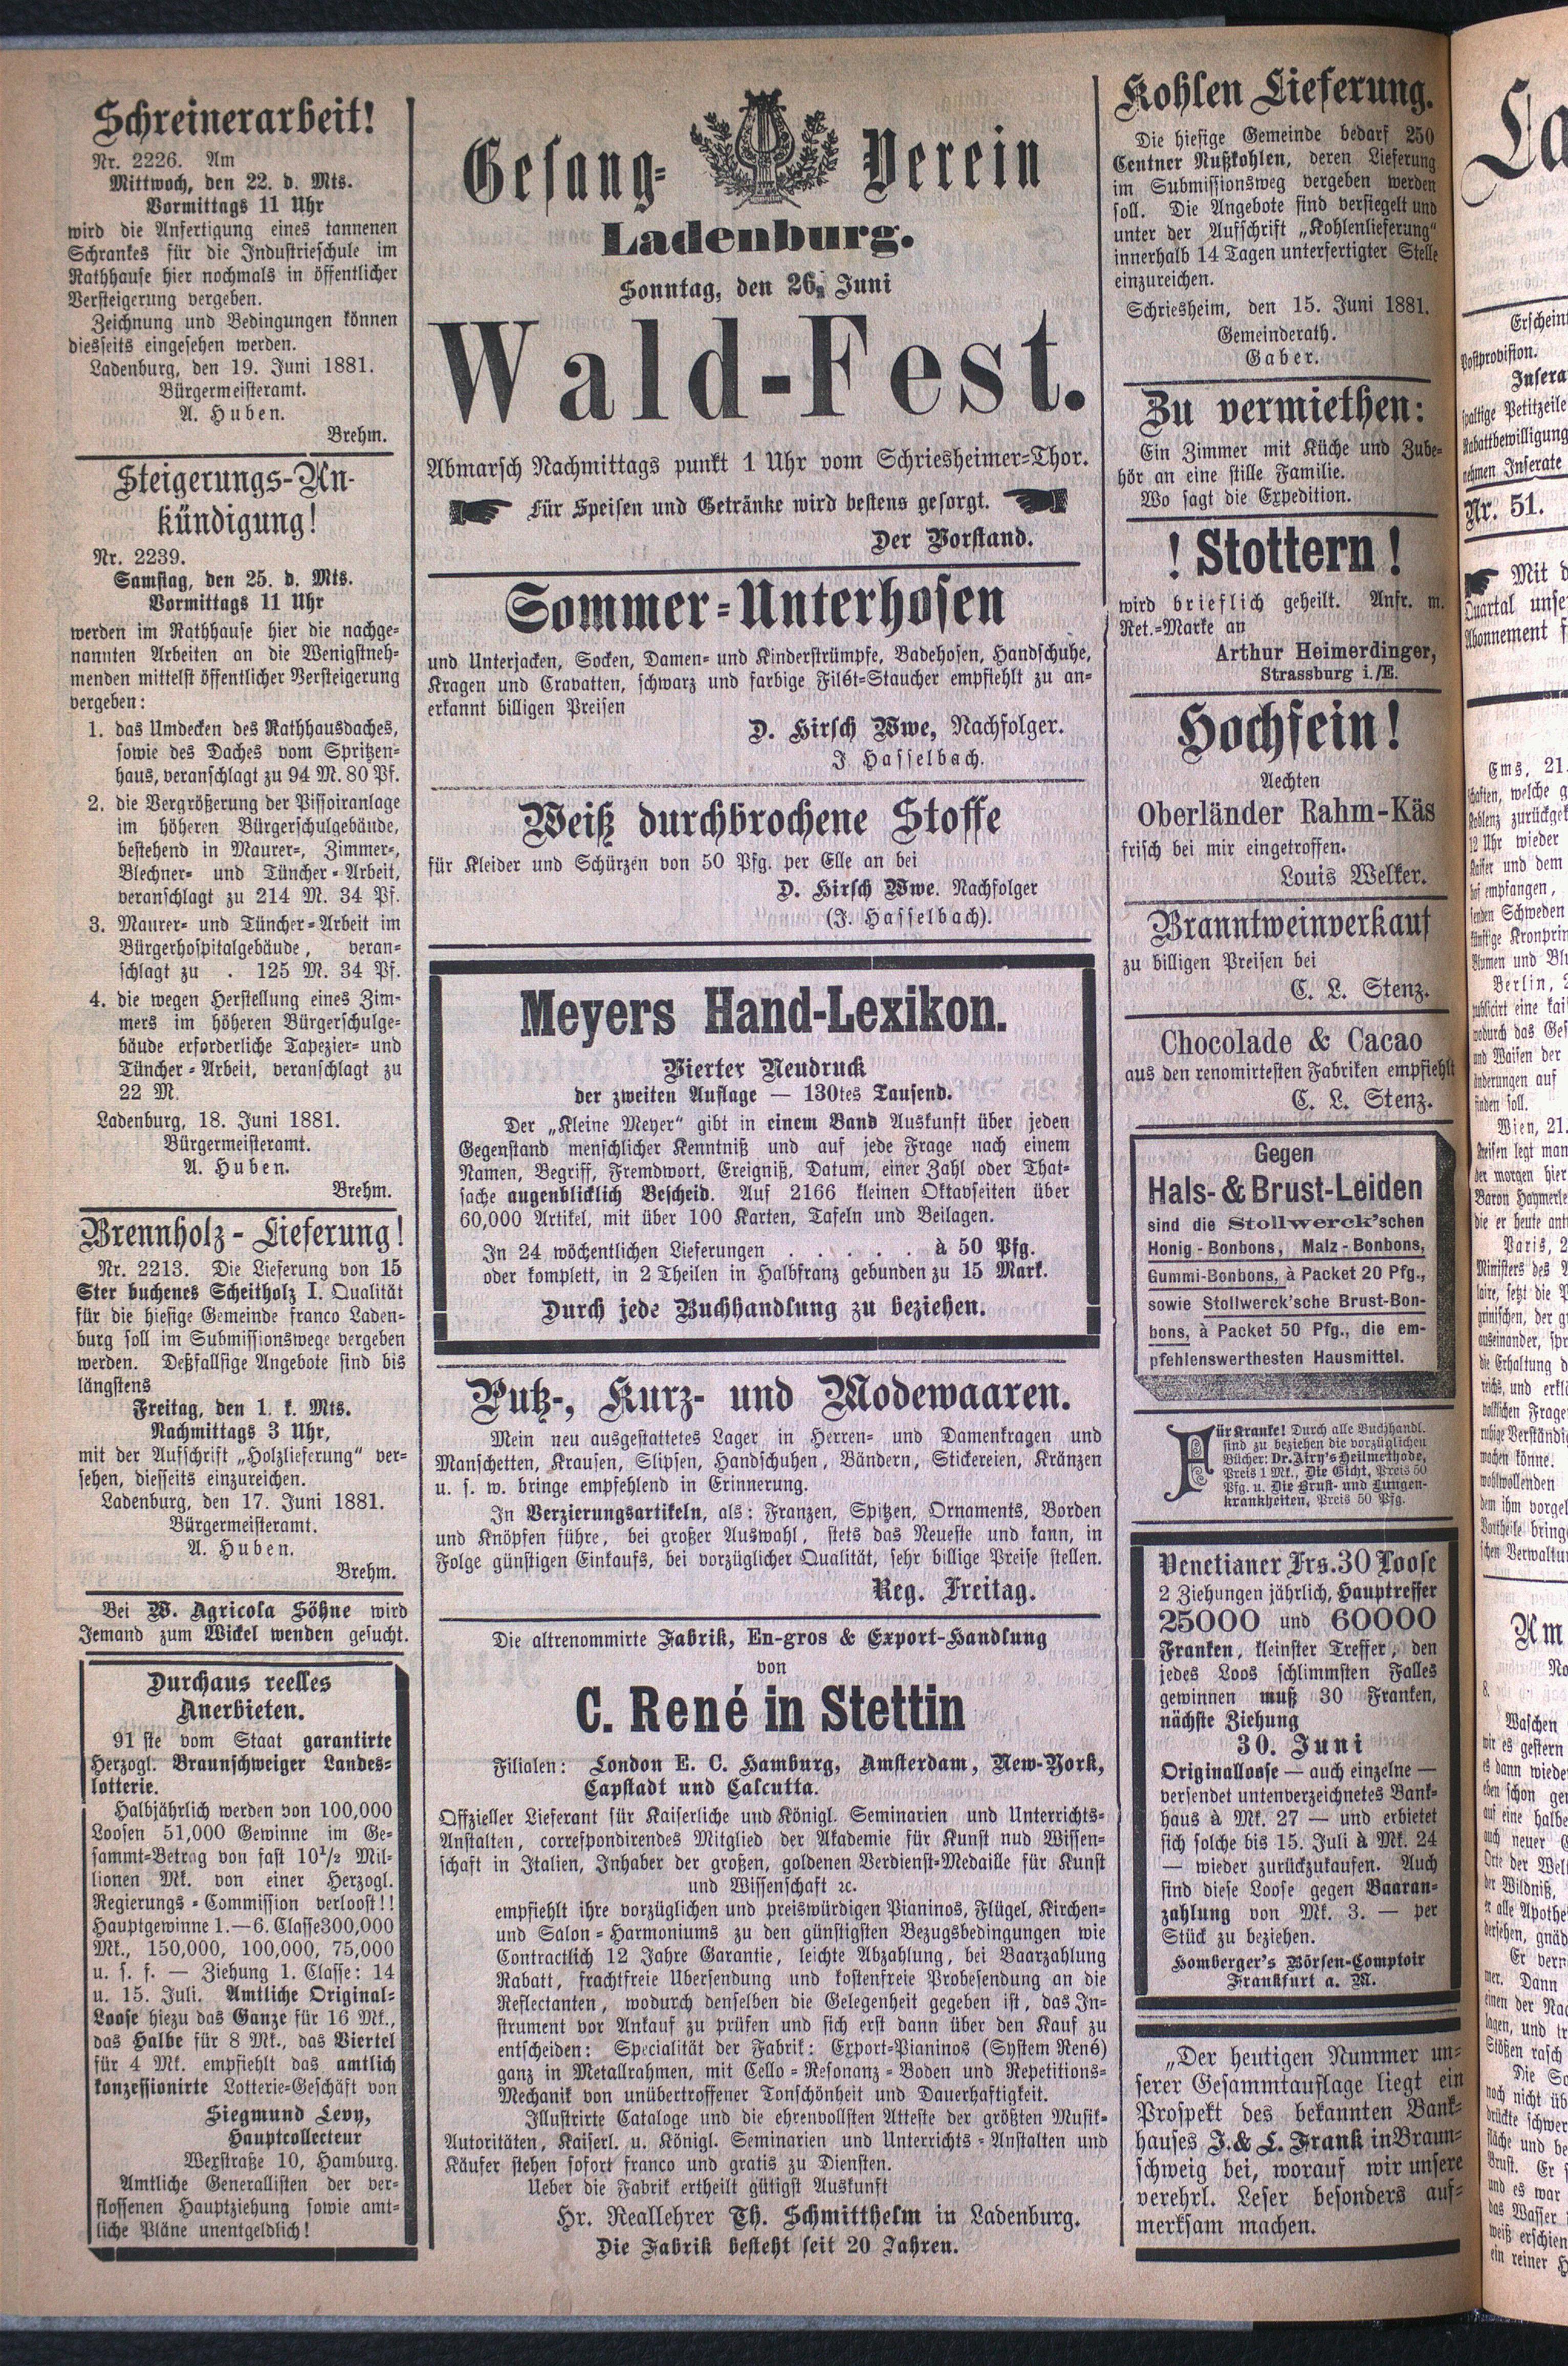 Schreinerarbeit!
Nr. 2226. Am
Mittwoch, den 22. d. Mts.
Vormittags 11 Uhr
wird die Anfertigung eines tannenen
Schrankes für die Industrieschule im
Rathhause hier nochmals in öffentlicher
Versteigerung vergeben.
Zeichnung und Bedingungen können
diesseits eingesehen werden.
Ladenburg, den 19. Juni 1881.
Bürgermeisteramt.
A. Huben.
Brehm.
Steigerungs-An-
kündigung!
Nr. 2239.
Samstag, den 25. d. Mts.
Vormittags 11 Uhr
werden im Rathhause hier die nachge-
nannten Arbeiten an die Wenigstneh-
menden mittelst öffentlicher Versteigerung
vergeben:
1. das Umdecken des Rathhausdaches,
sowie des Daches vom Spritzen-
haus, veranschlagt zu 94 M. 80 Pf.
2. die Vergrößerung der Pissoiranlage
im höheren Bürgerschulgebäude,
bestehend in Maurer-, Zimmer-,
Blechner- und Tüncher-Arbeit,
veranschlagt zu 214 M. 34 Pf.
3. Maurer- und Tüncher-Arbeit im
Bürgerhospitalgebäude, veran-
schlagt zu . 125 M. 34 Pf.
4. die wegen Herstellung eines Zim-
mers im höheren Bürgerschulge-
bäude erforderliche Tapezier- und
Tüncher-Arbeit, veranschlagt zu
22 M.
Ladenburg, 18. Juni 1881.
Bürgermeisteramt.
A. Huben.
Brehm.
Brennholz-Lieferung!
Nr. 2213. Die Lieferung von 15
Ster buchenes Scheitholz I. Qualität
für die hiesige Gemeinde franco Laden-
burg soll im Submissionswege vergeben
werden. Deßfallsige Angebote sind bis
längstens
Freitag, den 1. k. Mts.
Nachmittags 3 Uhr,
mit der Aufschrift „Holzlieferung“ ver-
sehen, diesseits einzureichen.
Ladenburg, den 17. Juni 1881.
Bürgermeisteramt.
A. Huben.
Brehm.
Bei W. Agricola Söhne wird
Jemand zum Wickel wenden gesucht.
Durchaus reelles
Anerbieten.
91 ste vom Staat garantirte
Herzogl. Braunschweiger Landes-
lotterie.
Halbjährlich werden von 100,000
Loosen 51,000 Gewinne im Ge-
sammt-Betrag von fast 10½ Mil-
lionen Mk. von einer Herzogl.
Regierungs-Commission verloost!!
Hauptgewinne 1.—6. Classe 300,000
Mk., 150,000, 100,000, 75,000
u. s. f. — Ziehung 1. Classe: 14
u. 15. Juli. Amtliche Original-
Loose hiezu das Ganze für 16 Mk.,
das Halbe für 8 Mk., das Viertel
für 4 Mk. empfiehlt das amtlich
konzessionirte Lotterie-Geschäft von
Siegmund Levy,
Hauptcollecteur
Wexstraße 10, Hamburg.
Amtliche Generallisten der ver-
flossenen Hauptziehung sowie amt-
liche Pläne unentgeldlich!
Gesang-Verein
Ladenburg.
Sonntag, den 26. Juni
Wald-Fest.
Abmarsch Nachmittags punkt 1 Uhr vom Schriesheimer-Thor.
Für Speisen und Getränke wird bestens gesorgt.
Der Vorstand.
Sommer-Unterhosen
und Unterjacken, Socken, Damen- und Kinderstrümpfe, Badehosen, Handschuhe,
Kragen und Cravatten, schwarz und farbige Filét-Staucher empfiehlt zu an-
erkannt billigen Preisen
D. Hirsch Wwe, Nachfolger.
J. Hasselbach.
Weiß durchbrochene Stoffe
für Kleider und Schürzen von 50 Pfg. per Elle an bei
D. Hirsch Wwe. Nachfolger
(J. Hasselbach).
Meyers Hand-Lexikon.
Vierter Neudruck
der zweiten Auflage — 130tes Tausend.
Der „Kleine Meyer“ gibt in einem Band Auskunft über jeden
Gegenstand menschlicher Kenntniß und auf jede Frage nach einem
Namen, Begriff, Fremdwort, Ereigniß, Datum, einer Zahl oder That-
sache augenblicklich Bescheid. Auf 2166 kleinen Oktavseiten über
60,000 Artikel, mit über 100 Karten, Tafeln und Beilagen.
In 24 wöchentlichen Lieferungen . . . . . à 50 Pfg.
oder komplett, in 2 Theilen in Halbfranz gebunden zu 15 Mark.
Durch jede Buchhandlung zu beziehen.
Putz-, Kurz- und Modewaaren.
Mein neu ausgestattetes Lager in Herren- und Damenkragen und
Manschetten, Krausen, Slipsen, Handschuhen, Bändern, Stickereien, Kränzen
u. s. w. bringe empfehlend in Erinnerung.
In Verzierungsartikeln, als: Franzen, Spitzen, Ornaments, Borden
und Knöpfen führe, bei großer Auswahl, stets das Neueste und kann, in
Folge günstigen Einkaufs, bei vorzüglicher Qualität, sehr billige Preise stellen.
Reg. Freitag.
Die altrenommirte Fabrik, En-gros & Export-Handlung
von
C. René in Stettin
Filialen: London E. C. Hamburg, Amsterdam, New-York,
Capstadt und Calcutta.
Offzieller Lieferant für Kaiserliche und Königl. Seminarien und Unterrichts-
Anstalten, correspondirendes Mitglied der Akademie für Kunst nud Wissen-
schaft in Italien, Inhaber der großen, goldenen Verdienst-Medaille für Kunst
und Wissenschaft ꝛc.
empfiehlt ihre vorzüglichen und preiswürdigen Pianinos, Flügel, Kirchen-
und Salon-Harmoniums zu den günstigsten Bezugsbedingungen wie
Contractlich 12 Jahre Garantie, leichte Abzahlung, bei Baarzahlung
Rabatt, frachtfreie Ubersendung und kostenfreie Probesendung an die
Reflectanten, wodurch denselben die Gelegenheit gegeben ist, das In-
strument vor Ankauf zu prüfen und sich erst dann über den Kauf zu
entscheiden: Specialität der Fabrik: Export-Pianinos (System René)
ganz in Metallrahmen, mit Cello-Resonanz-Boden und Repetitions-
Mechanik von unübertroffener Tonschönheit und Dauerhaftigkeit.
Illustrirte Cataloge und die ehrenvollsten Atteste der größten Musik-
Autoritäten, Kaiserl. u. Königl. Seminarien und Unterrichts-Anstalten und
Käufer stehen sofort franco und gratis zu Diensten.
Ueber die Fabrik ertheilt gütigst Auskunft
Hr. Reallehrer Th. Schmitthelm in Ladenburg.
Die Fabrik besteht seit 20 Jahren.
Kohlen Lieferung.
Die hiesige Gemeinde bedarf 250
Centner Nußkohlen, deren Lieferung
im Submissionsweg vergeben werden
soll. Die Angebote sind versiegelt und
unter der Aufschrift „Kohlenlieferung“
innerhalb 14 Tagen unterfertigter Stelle
einzureichen.
Schriesheim, den 15. Juni 1881.
Gemeinderath.
Gaber.
Zu vermiethen:
Ein Zimmer mit Küche und Zube-
hör an eine stille Familie.
Wo sagt die Expedition.
! Stottern !
wird brieflich geheilt. Anfr. m.
Ret.-Marke an
Arthur Heimerdinger,
Strassburg i./E.
Hochfein!
Aechten
Oberländer Rahm-Käs
frisch bei mir eingetroffen.
Louis Welker.
Branntweinverkauf
zu billigen Preisen bei
C. L. Stenz.
Chocolade & Cacao
aus den renomirtesten Fabriken empfiehlt
C. L. Stenz.
Gegen
Hals- & Brust-Leiden
sind die Stollwerck'schen
Honig-Bonbons, Malz-Bonbons,
Gummi-Bonbons, à Packet 20 Pfg.,
sowie Stollwerck'sche Brust-Bon-
bons, à Packet 50 Pfg., die em-
pfehlenswerthesten Hausmittel.
Für Kranke! Durch alle Buchhandl.
sind zu beziehen die vorzüglichen
Bücher: Dr. Airy's Heilmethode,
Preis 1 Mk., Die Gicht, Preis 50
Pfg. u. Die Brust- und Lungen-
krankheiten, Preis 50 Pfg.
Venetianer Frs. 30 Loose
2 Ziehungen jährlich, Hauptreffer
25000 und 60000
Franken, kleinster Treffer, den
jedes Loos schlimmsten Falles
gewinnen muß 30 Franken,
nächste Ziehung
30. Juni
Originalloose — auch einzelne —
versendet untenverzeichnetes Bank-
haus à Mk. 27 — und erbietet
sich solche bis 15. Juli à Mk. 24
— wieder zurückzukaufen. Auch
sind diese Loose gegen Baaran-
zahlung von Mk. 3. — per
Stück zu beziehen.
Homberger's Börsen-Comptoir
Frankfurt a. M.
„Der heutigen Nummer un-
serer Gesammtauflage liegt ein
Prospekt des bekannten Bank-
hauses J. & L. Frank in Braun-
schweig bei, worauf wir unsere
verehrl. Leser besonders auf-
merksam machen.
La
Postprovision.
Nr. 51.
Mit d
Ems, 21.